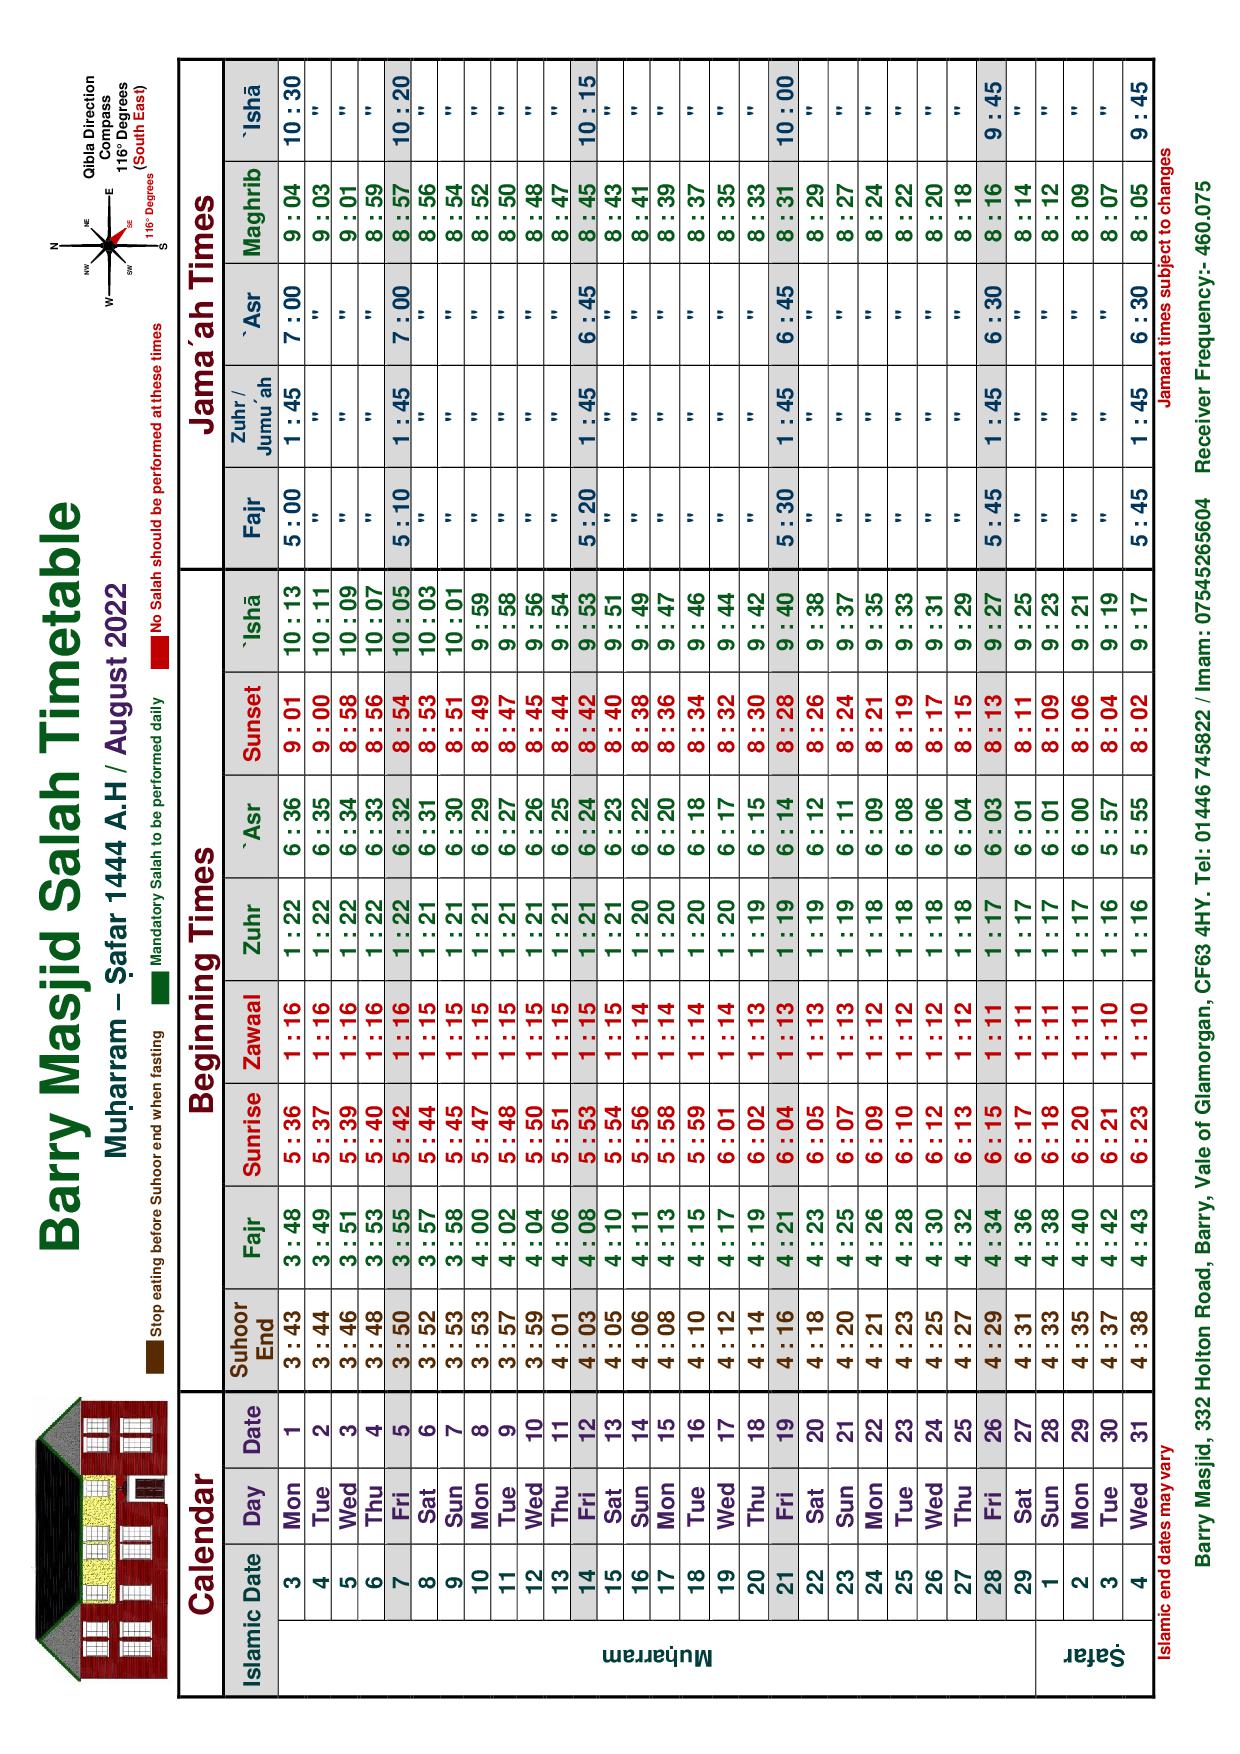 Barry Masjid Salah Timetable
Muḥarram – Ṣafar 1444 A.H / August 2022
Stop eating before Suhoor end when fasting Mandatory Salah to be performed daily No Salah should be performed at these times
N
NW NE
W E
SW SE
S
116° Degrees
Qibla Direction
Compass
116° Degrees
(South East)
Calendar Beginning Times Jama´ah Times
Islamic Date Day Date Suhoor End Fajr Sunrise Zawaal Zuhr `Asr Sunset `Ishā Fajr Zuhr / Jumu´ah `Asr Maghrib `Ishā
Muḥarram
3 Mon 1 3 : 43 3 : 48 5 : 36 1 : 16 1 : 22 6 : 36 9 : 01 10 : 13 5 : 00 1 : 45 7 : 00 9 : 04 10 : 30
4 Tue 2 3 : 44 3 : 49 5 : 37 1 : 16 1 : 22 6 : 35 9 : 00 10 : 11 " " " 9 : 03 "
5 Wed 3 3 : 46 3 : 51 5 : 39 1 : 16 1 : 22 6 : 34 8 : 58 10 : 09 " " " 9 : 01 "
6 Thu 4 3 : 48 3 : 53 5 : 40 1 : 16 1 : 22 6 : 33 8 : 56 10 : 07 " " " 8 : 59 "
7 Fri 5 3 : 50 3 : 55 5 : 42 1 : 16 1 : 22 6 : 32 8 : 54 10 : 05 5 : 10 1 : 45 7 : 00 8 : 57 10 : 20
8 Sat 6 3 : 52 3 : 57 5 : 44 1 : 15 1 : 21 6 : 31 8 : 53 10 : 03 " " " 8 : 56 "
9 Sun 7 3 : 53 3 : 58 5 : 45 1 : 15 1 : 21 6 : 30 8 : 51 10 : 01 " " " 8 : 54 "
10 Mon 8 3 : 53 4 : 00 5 : 47 1 : 15 1 : 21 6 : 29 8 : 49 9 : 59 " " " 8 : 52 "
11 Tue 9 3 : 57 4 : 02 5 : 48 1 : 15 1 : 21 6 : 27 8 : 47 9 : 58 " " " 8 : 50 "
12 Wed 10 3 : 59 4 : 04 5 : 50 1 : 15 1 : 21 6 : 26 8 : 45 9 : 56 " " " 8 : 48 "
13 Thu 11 4 : 01 4 : 06 5 : 51 1 : 15 1 : 21 6 : 25 8 : 44 9 : 54 " " " 8 : 47 "
14 Fri 12 4 : 03 4 : 08 5 : 53 1 : 15 1 : 21 6 : 24 8 : 42 9 : 53 5 : 20 1 : 45 6 : 45 8 : 45 10 : 15
15 Sat 13 4 : 05 4 : 10 5 : 54 1 : 15 1 : 21 6 : 23 8 : 40 9 : 51 " " " 8 : 43 "
16 Sun 14 4 : 06 4 : 11 5 : 56 1 : 14 1 : 20 6 : 22 8 : 38 9 : 49 " " " 8 : 41 "
17 Mon 15 4 : 08 4 : 13 5 : 58 1 : 14 1 : 20 6 : 20 8 : 36 9 : 47 " " " 8 : 39 "
18 Tue 16 4 : 10 4 : 15 5 : 59 1 : 14 1 : 20 6 : 18 8 : 34 9 : 46 " " " 8 : 37 "
19 Wed 17 4 : 12 4 : 17 6 : 01 1 : 14 1 : 20 6 : 17 8 : 32 9 : 44 " " " 8 : 35 "
20 Thu 18 4 : 14 4 : 19 6 : 02 1 : 13 1 : 19 6 : 15 8 : 30 9 : 42 " " " 8 : 33 "
21 Fri 19 4 : 16 4 : 21 6 : 04 1 : 13 1 : 19 6 : 14 8 : 28 9 : 40 5 : 30 1 : 45 6 : 45 8 : 31 10 : 00
22 Sat 20 4 : 18 4 : 23 6 : 05 1 : 13 1 : 19 6 : 12 8 : 26 9 : 38 " " " 8 : 29 "
23 Sun 21 4 : 20 4 : 25 6 : 07 1 : 13 1 : 19 6 : 11 8 : 24 9 : 37 " " " 8 : 27 "
24 Mon 22 4 : 21 4 : 26 6 : 09 1 : 12 1 : 18 6 : 09 8 : 21 9 : 35 " " " 8 : 24 "
25 Tue 23 4 : 23 4 : 28 6 : 10 1 : 12 1 : 18 6 : 08 8 : 19 9 : 33 " " " 8 : 22 "
26 Wed 24 4 : 25 4 : 30 6 : 12 1 : 12 1 : 18 6 : 06 8 : 17 9 : 31 " " " 8 : 20 "
27 Thu 25 4 : 27 4 : 32 6 : 13 1 : 12 1 : 18 6 : 04 8 : 15 9 : 29 " " " 8 : 18 "
28 Fri 26 4 : 29 4 : 34 6 : 15 1 : 11 1 : 17 6 : 03 8 : 13 9 : 27 5 : 45 1 : 45 6 : 30 8 : 16 9 : 45
29 Sat 27 4 : 31 4 : 36 6 : 17 1 : 11 1 : 17 6 : 01 8 : 11 9 : 25 " " " 8 : 14 "
Ṣafar
1 Sun 28 4 : 33 4 : 38 6 : 18 1 : 11 1 : 17 6 : 01 8 : 09 9 : 23 " " " 8 : 12 "
2 Mon 29 4 : 35 4 : 40 6 : 20 1 : 11 1 : 17 6 : 00 8 : 06 9 : 21 " " " 8 : 09 "
3 Tue 30 4 : 37 4 : 42 6 : 21 1 : 10 1 : 16 5 : 57 8 : 04 9 : 19 " " " 8 : 07 "
4 Wed 31 4 : 38 4 : 43 6 : 23 1 : 10 1 : 16 5 : 55 8 : 02 9 : 17 5 : 45 1 : 45 6 : 30 8 : 05 9 : 45
Islamic end dates may vary Jamaat times subject to changes
Barry Masjid, 332 Holton Road, Barry, Vale of Glamorgan, CF63 4HY. Tel: 01446 745822 / Imam: 07545265604 Receiver Frequency:- 460.075